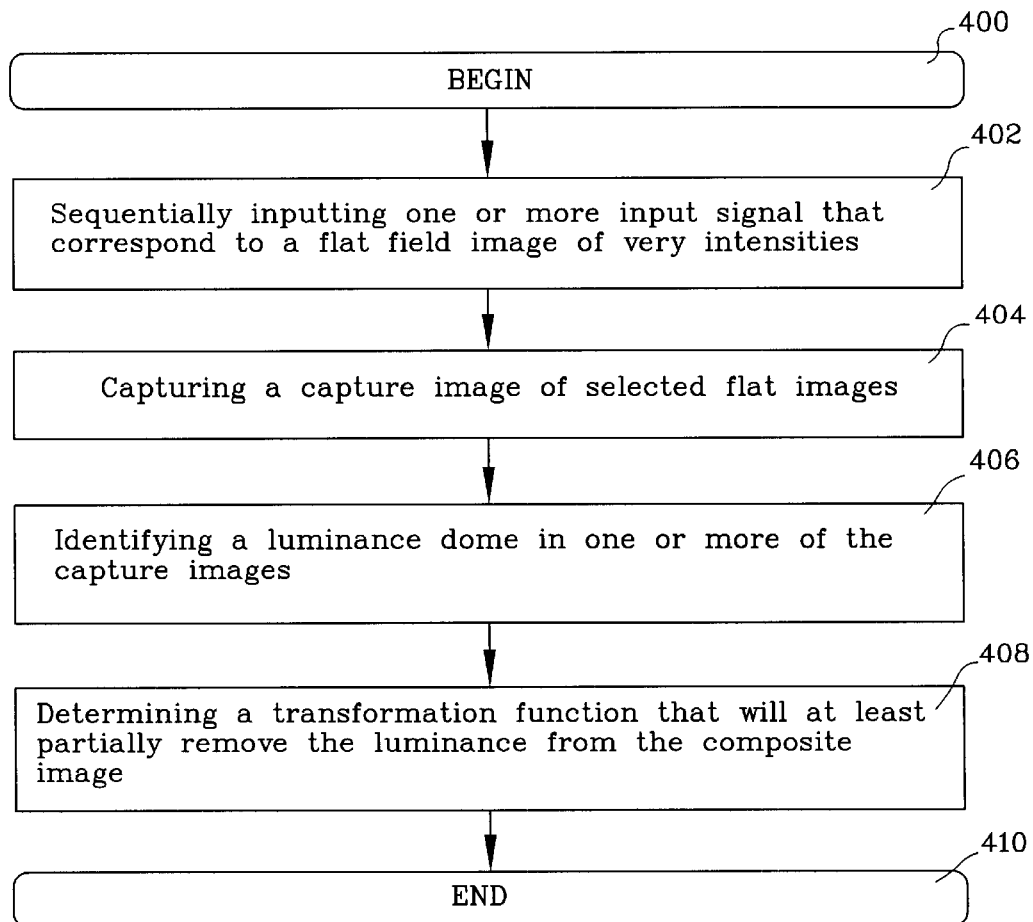 400
BEGIN
402
Sequentially inputting one or more input signal that
correspond to a flat field image of very intensities
404
Capturing a capture image of selected flat images
406
Identifying a luminance dome in one or more of the
capture images
408
Determining a transformation function that will at least
partially remove the luminance from the composite
image
410
END